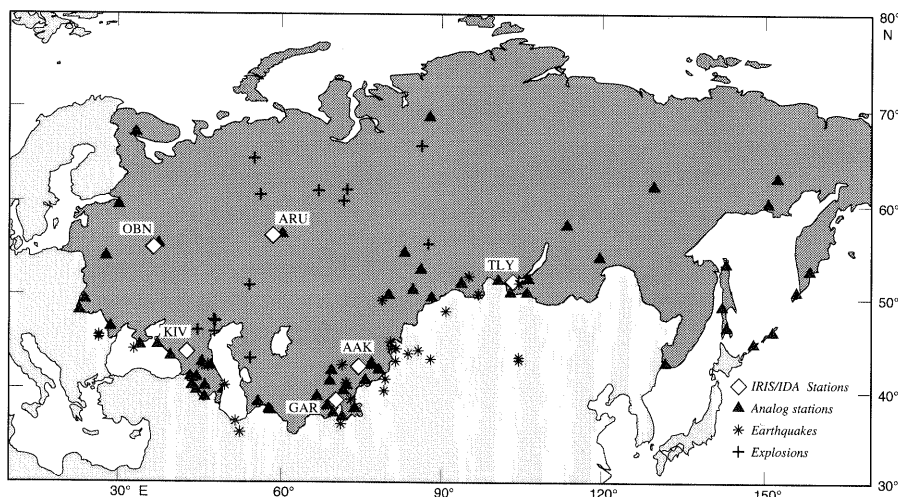 80°
N
70°
60°
50°
40°
30°
OBN
ARU
TLY
KIV
AAK
GAR
IRIS/IDA Stations
Analog stations
Earthquakes
Explosions
30° E
60°
90°
120°
150°